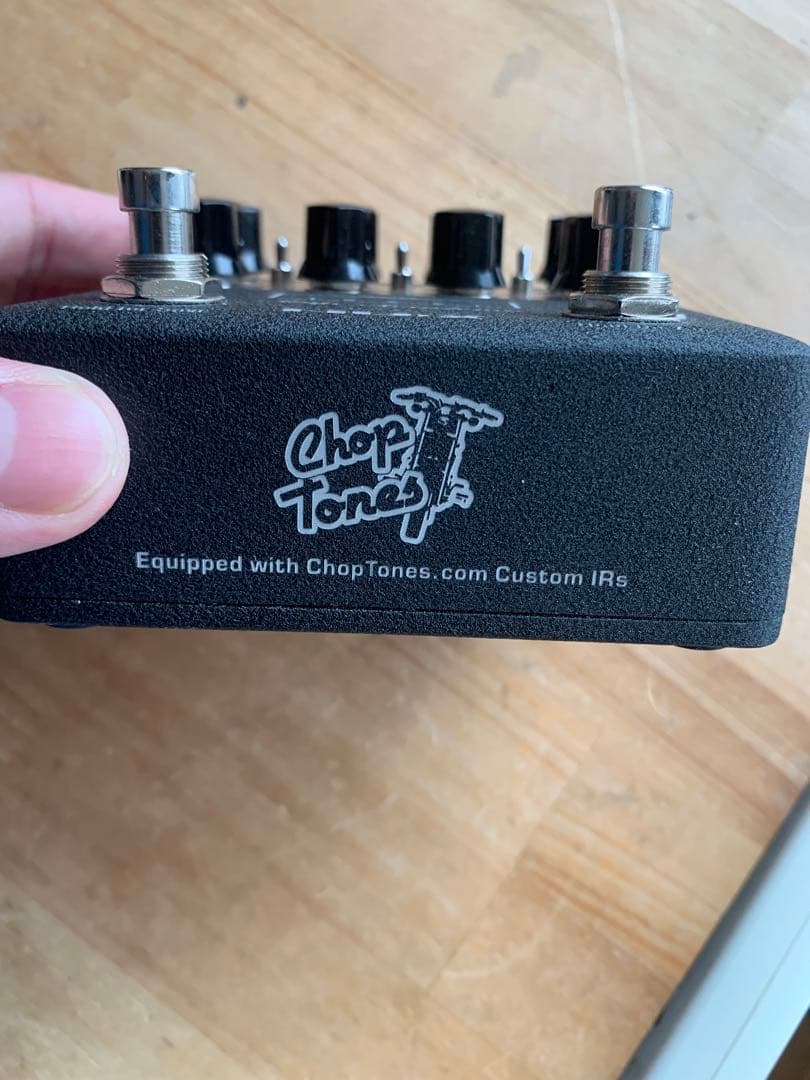 Chop
Tones
Equipped with ChopTones.com Custom IRs